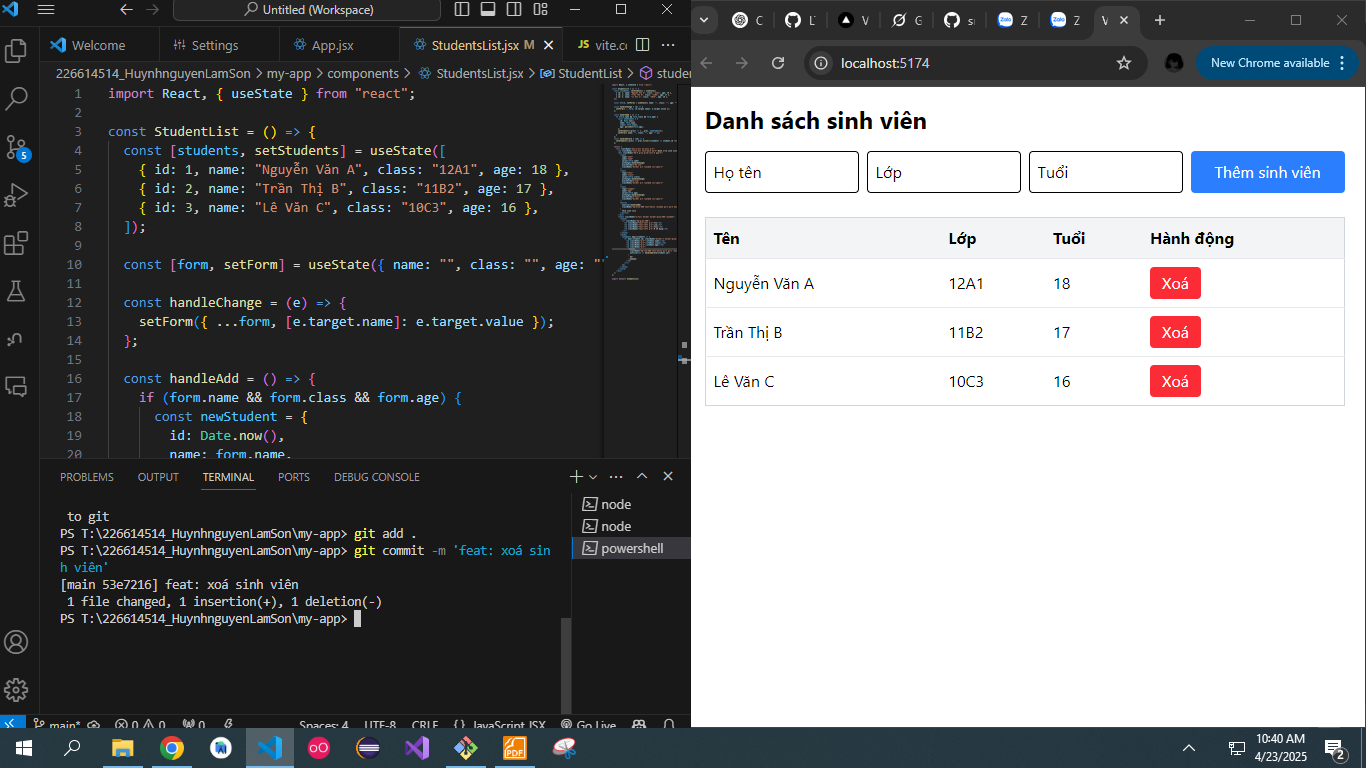 Untitled (Workspace)
Welcome
Settings
App.jsx
StudentsList.jsx M
JS vite.c
226614514_HuynhnguyenLamSon > my-app > components > StudentsList.jsx > StudentList > studen
1 import React, { useState } from "react";
2
3 const StudentList = () => {
4 const [students, setStudents] = useState([
5 { id: 1, name: "Nguyễn Văn A", class: "12A1", age: 18 },
6 { id: 2, name: "Trần Thị B", class: "11B2", age: 17 },
7 { id: 3, name: "Lê Văn C", class: "10C3", age: 16 },
8 ]);
9
10 const [form, setForm] = useState({ name: "", class: "", age: "
11
12 const handleChange = (e) => {
13 setForm({ ...form, [e.target.name]: e.target.value });
14 };
15
16 const handleAdd = () => {
17 if (form.name && form.class && form.age) {
18 const newStudent = {
19 id: Date.now(),
20 name: form.name,
5
PROBLEMS OUTPUT TERMINAL PORTS DEBUG CONSOLE
to git
PS T:\226614514_HuynhnguyenLamSon\my-app> git add .
PS T:\226614514_HuynhnguyenLamSon\my-app> git commit -m 'feat: xoá sin
h viên'
[main 53e7216] feat: xoá sinh viên
1 file changed, 1 insertion(+), 1 deletion(-)
PS T:\226614514_HuynhnguyenLamSon\my-app>
node
node
powershell
main* 0 0 0 Spaces: 4 UTF-8 CRLF {} JavaScript JSX Go Live
C
L
V
G
s
Zalo Z
Zalo Z
V
localhost:5174
New Chrome available
Danh sách sinh viên
Họ tên
Lớp
Tuổi
Thêm sinh viên
Tên Lớp Tuổi Hành động
Nguyễn Văn A 12A1 18 Xoá
Trần Thị B 11B2 17 Xoá
Lê Văn C 10C3 16 Xoá
PDF
10:40 AM
4/23/2025
2